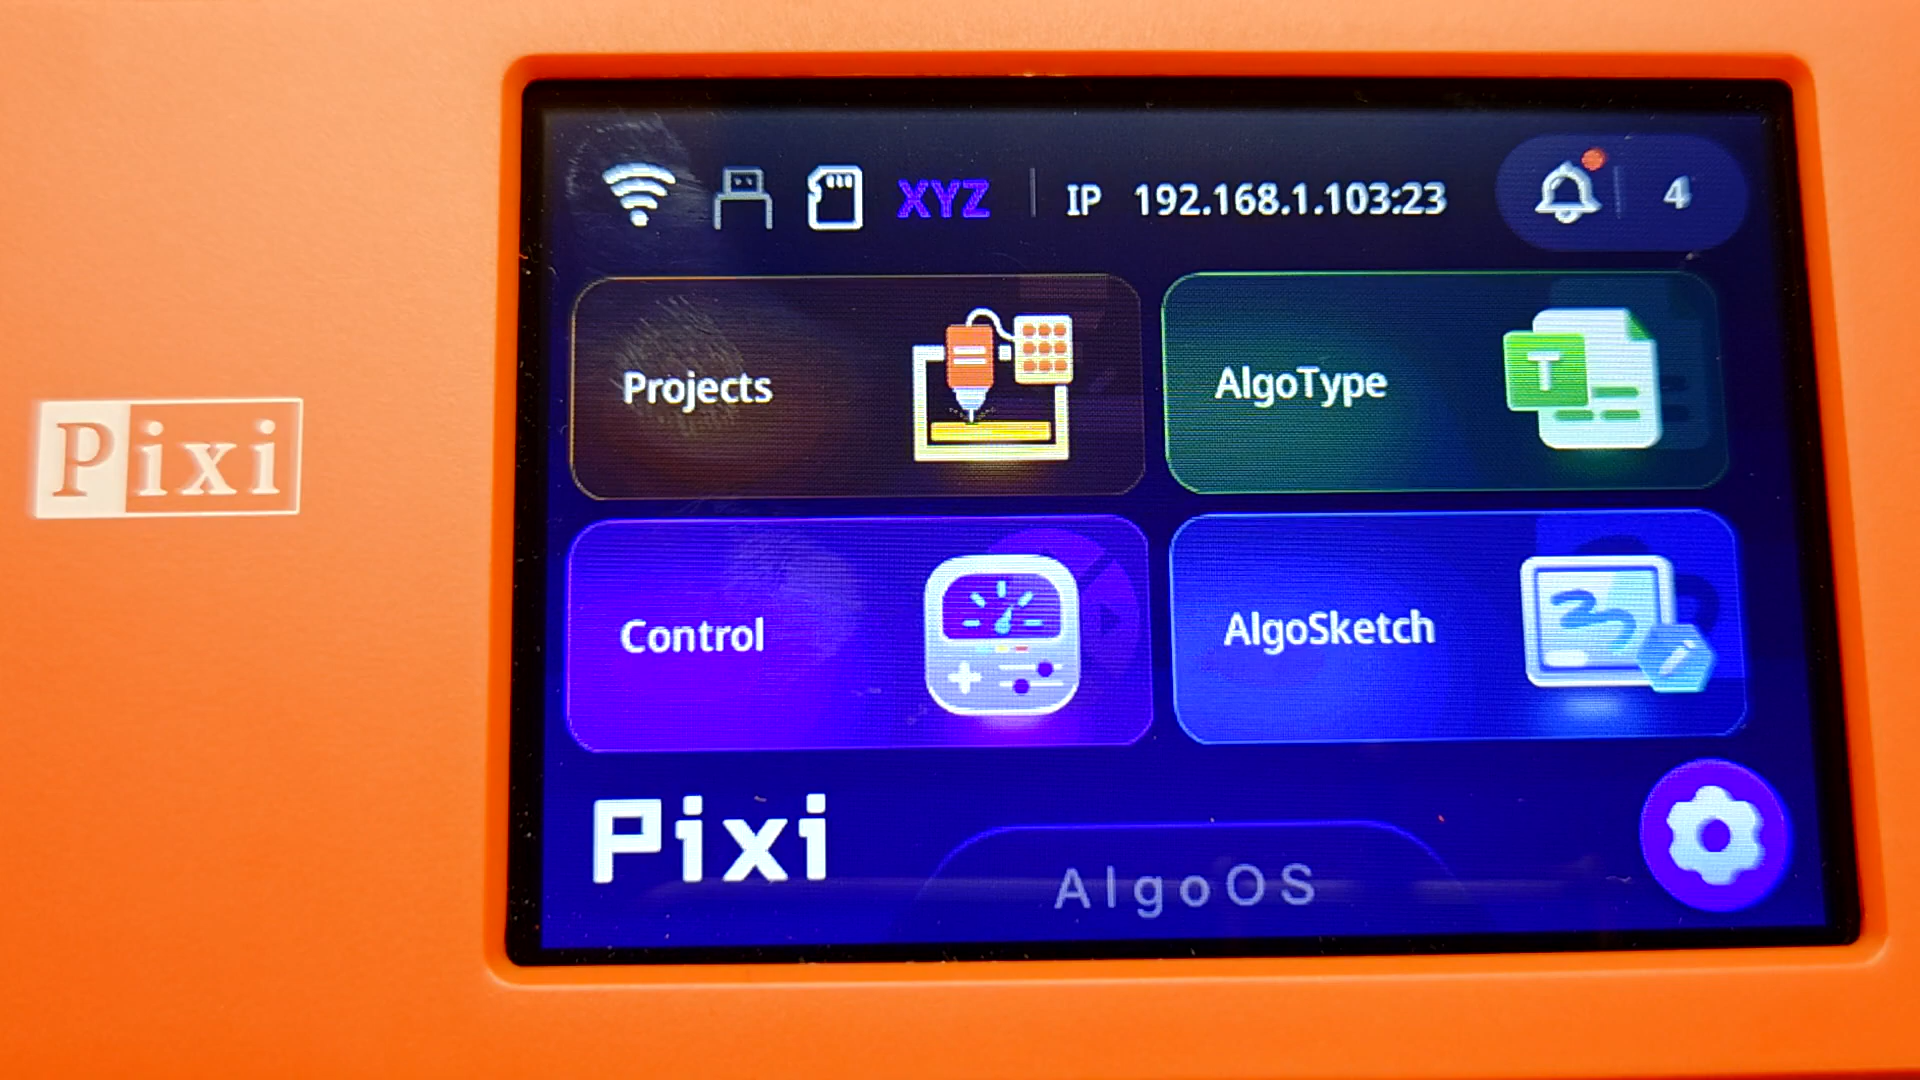 XYZ IP 192.168.1.103:23 4
Projects
AlgoType
T
Pixi
Control
AlgoSketch
Pixi
AlgoOS